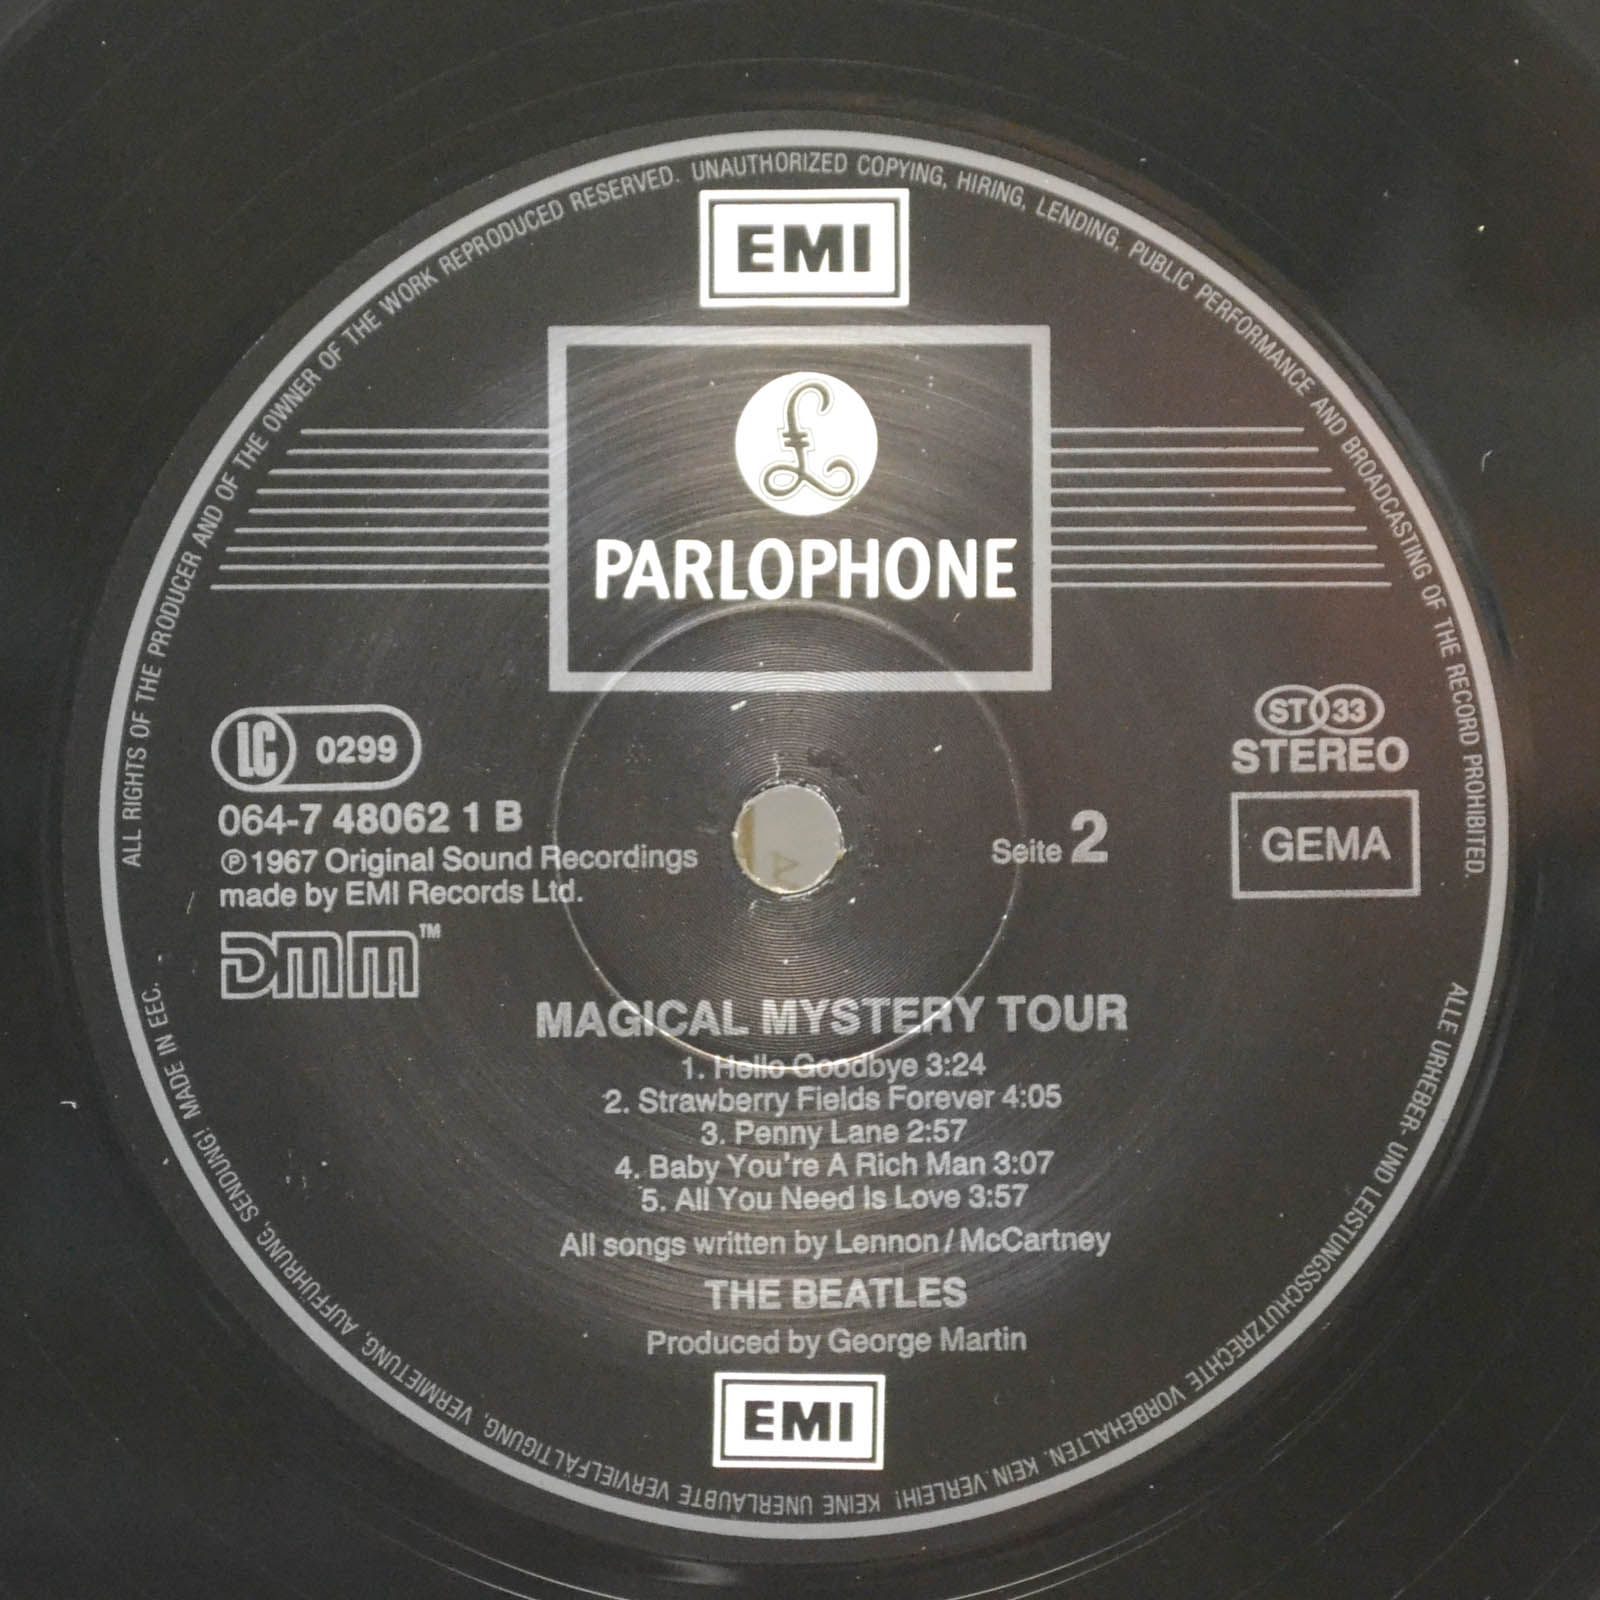 ALL RIGHTS OF THE PRODUCER AND OF THE OWNER OF THE WORK REPRODUCED RESERVED. UNAUTHORIZED COPYING, HIRING, LENDING, PUBLIC PERFORMANCE AND BROADCASTING OF THE RECORD PROHIBITED.
EMI
£
PARLOPHONE
LC 0299
ST 33
STEREO
064-7 48062 1 B
℗ 1967 Original Sound Recordings
made by EMI Records Ltd.
Seite 2
GEMA
DMM™
MAGICAL MYSTERY TOUR
1. Hello Goodbye 3:24
2. Strawberry Fields Forever 4:05
3. Penny Lane 2:57
4. Baby You're A Rich Man 3:07
5. All You Need Is Love 3:57
All songs written by Lennon / McCartney
THE BEATLES
Produced by George Martin
EMI
ALLE URHEBER- UND LEISTUNGSSCHUTZRECHTE VORBEHALTEN. KEIN VERLEIH! KEINE UNERLAUBTE VERVIELFÄLTIGUNG, VERMIETUNG, AUFFÜHRUNG, SENDUNG! MADE IN EEC.